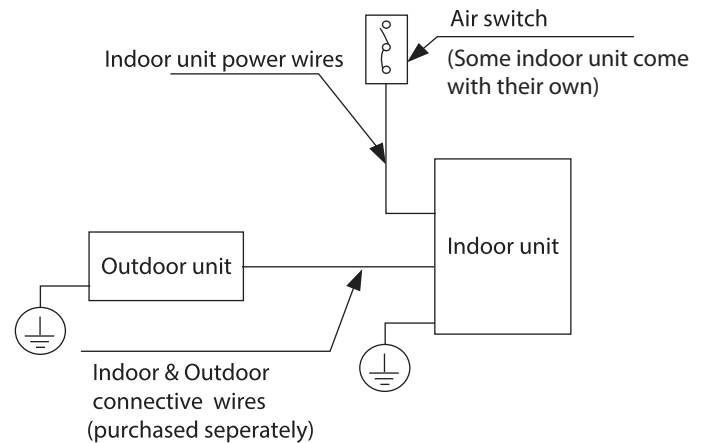 Air switch
(Some indoor unit come
with their own)
Indoor unit power wires
Indoor unit
Outdoor unit
Indoor & Outdoor
connective wires
(purchased seperately)